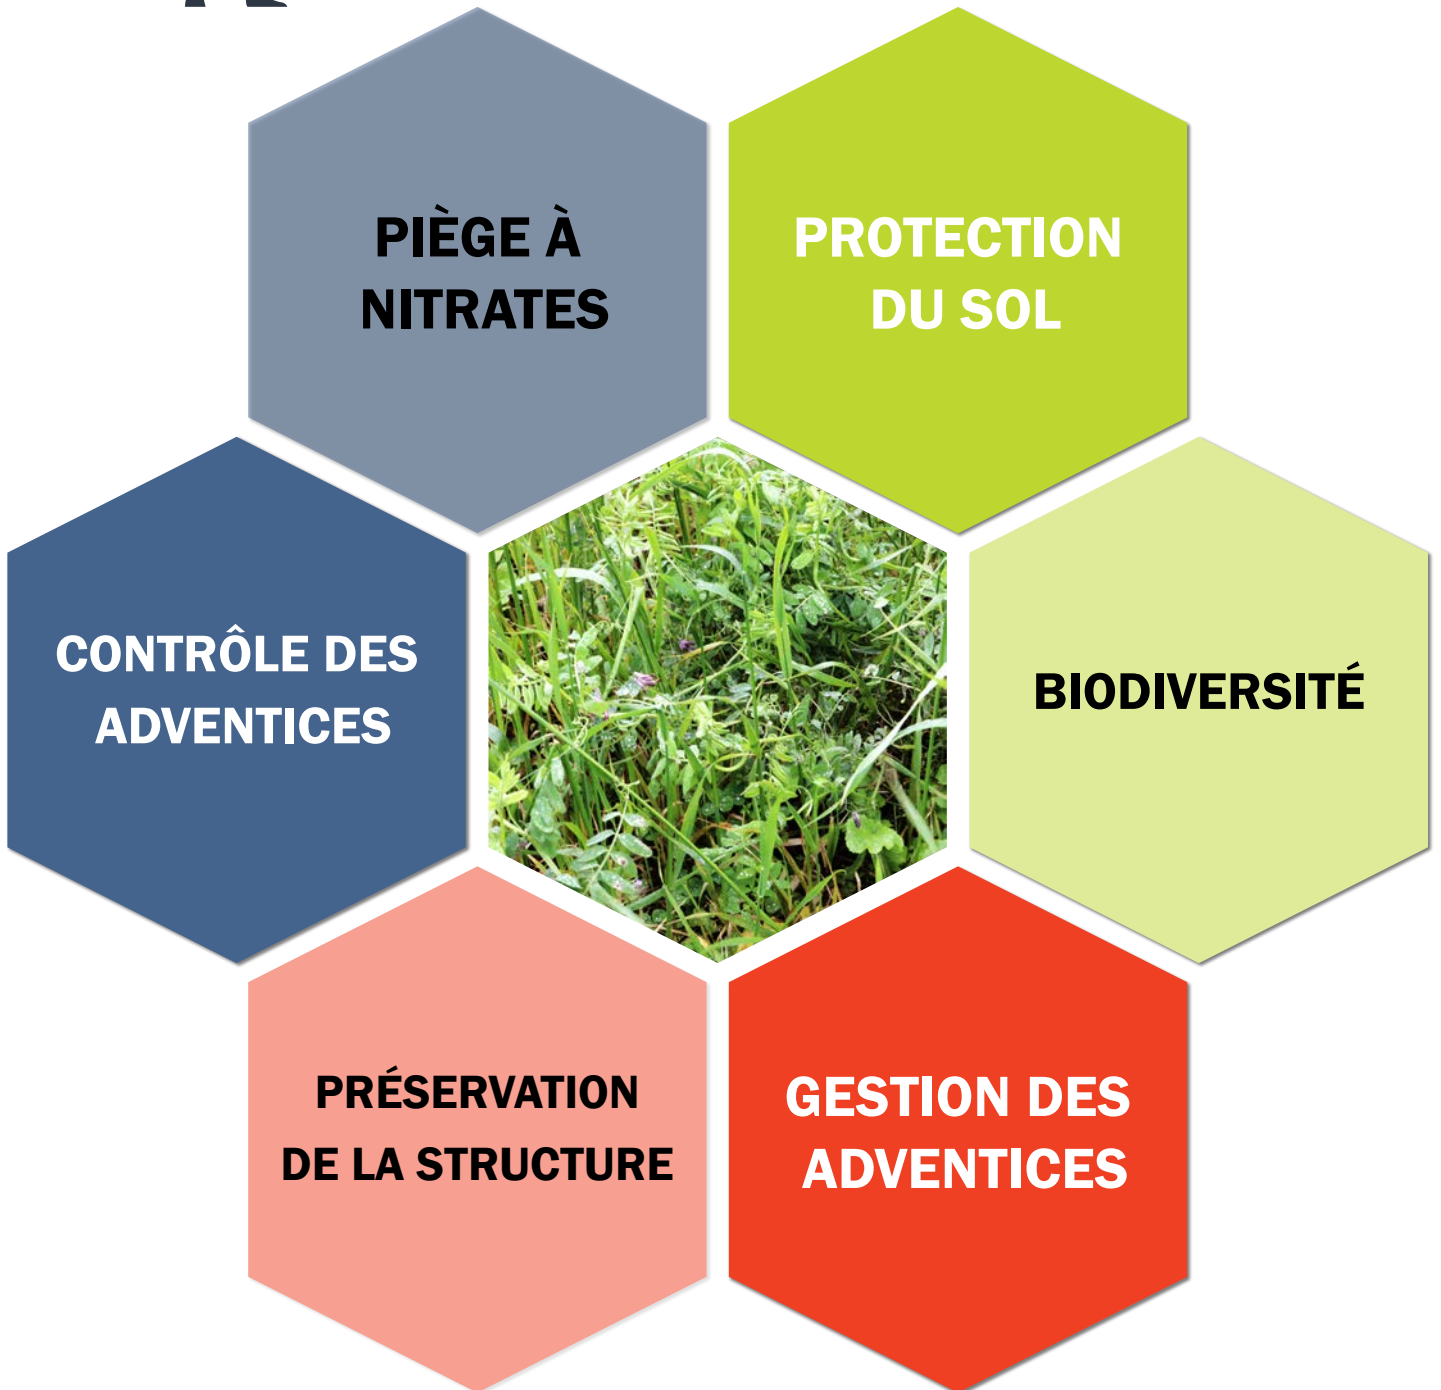 PIÈGE À
NITRATES
PROTECTION
DU SOL
CONTRÔLE DES
ADVENTICES
BIODIVERSITÉ
PRÉSERVATION
DE LA STRUCTURE
GESTION DES
ADVENTICES